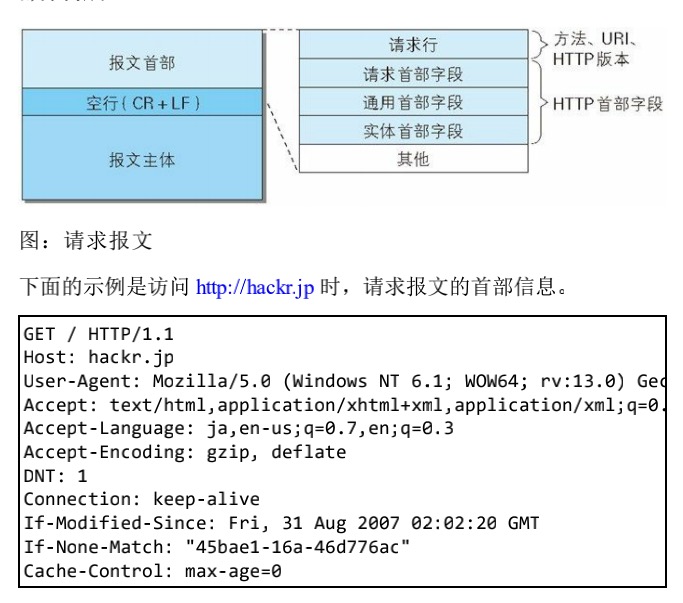 报文首部
空行(CR+LF)
报文主体
请求行
请求首部字段
通用首部字段
实体首部字段
其他
方法、URI、
HTTP版本
HTTP首部字段
图：请求报文
下面的示例是访问 http://hackr.jp 时，请求报文的首部信息。
GET / HTTP/1.1
Host: hackr.jp
User-Agent: Mozilla/5.0 (Windows NT 6.1; WOW64; rv:13.0) Gec
Accept: text/html,application/xhtml+xml,application/xml;q=0.
Accept-Language: ja,en-us;q=0.7,en;q=0.3
Accept-Encoding: gzip, deflate
DNT: 1
Connection: keep-alive
If-Modified-Since: Fri, 31 Aug 2007 02:02:20 GMT
If-None-Match: "45bae1-16a-46d776ac"
Cache-Control: max-age=0